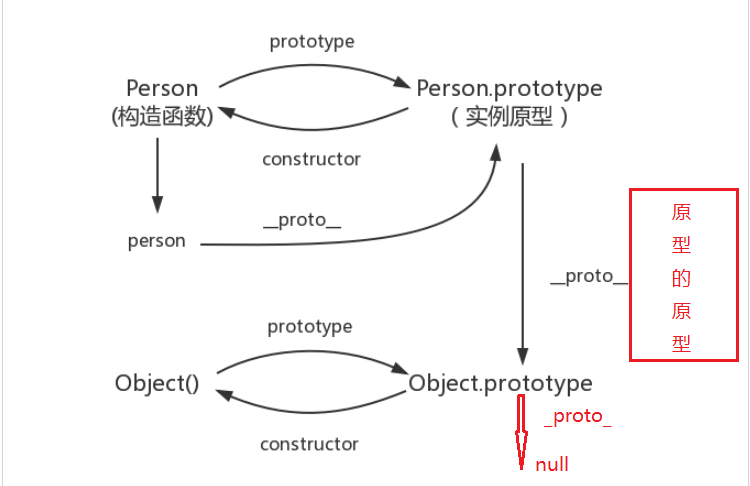 prototype
Person
(构造函数)
Person.prototype
（实例原型）
constructor
__proto__
person
__proto__
原
型
的
原
型
prototype
Object()
Object.prototype
constructor
_proto_
null